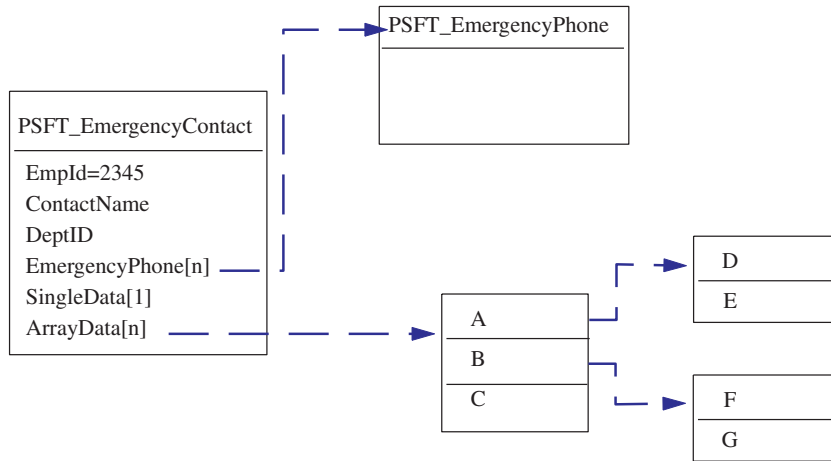 PSFT_EmergencyPhone
PSFT_EmergencyContact
EmpId=2345
ContactName
DeptID
EmergencyPhone[n]
SingleData[1]
ArrayData[n]
A
B
C
D
E
F
G